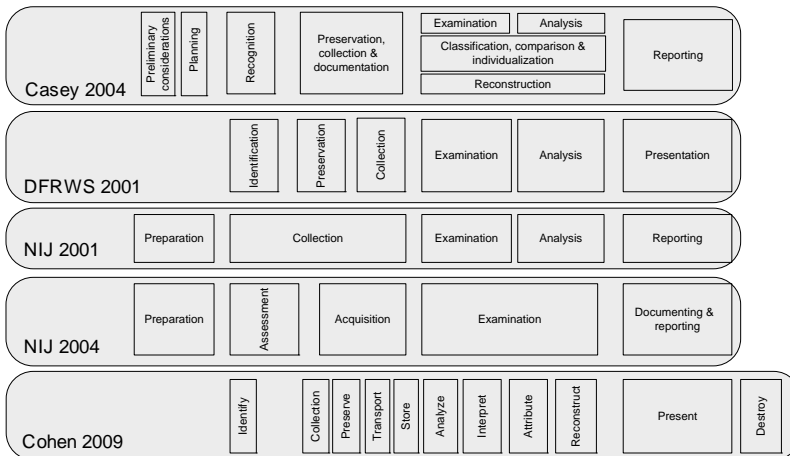 Preliminary
considerations
Planning
Recognition
Preservation,
collection &
documentation
Examination
Analysis
Classification, comparison &
individualization
Reconstruction
Reporting
Casey 2004
Identification
Preservation
Collection
Examination
Analysis
Presentation
DFRWS 2001
Preparation
Collection
Examination
Analysis
Reporting
NIJ 2001
Preparation
Assessment
Acquisition
Examination
Documenting &
reporting
NIJ 2004
Identify
Collection
Preserve
Transport
Store
Analyze
Interpret
Attribute
Reconstruct
Present
Destroy
Cohen 2009